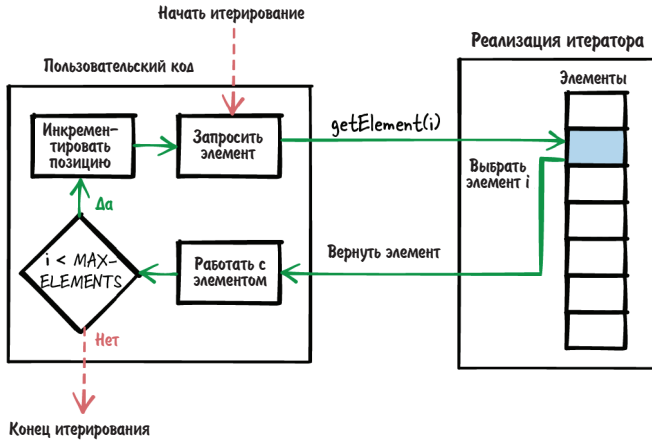 Начать итерирование
Реализация итератора
Пользовательский код
Элементы
Инкремен-
тировать
позицию
Запросить
элемент
getElement(i)
Выбрать
элемент i
Да
i < MAX-
ELEMENTS
Работать с
элементом
Вернуть элемент
Нет
Конец итерирования